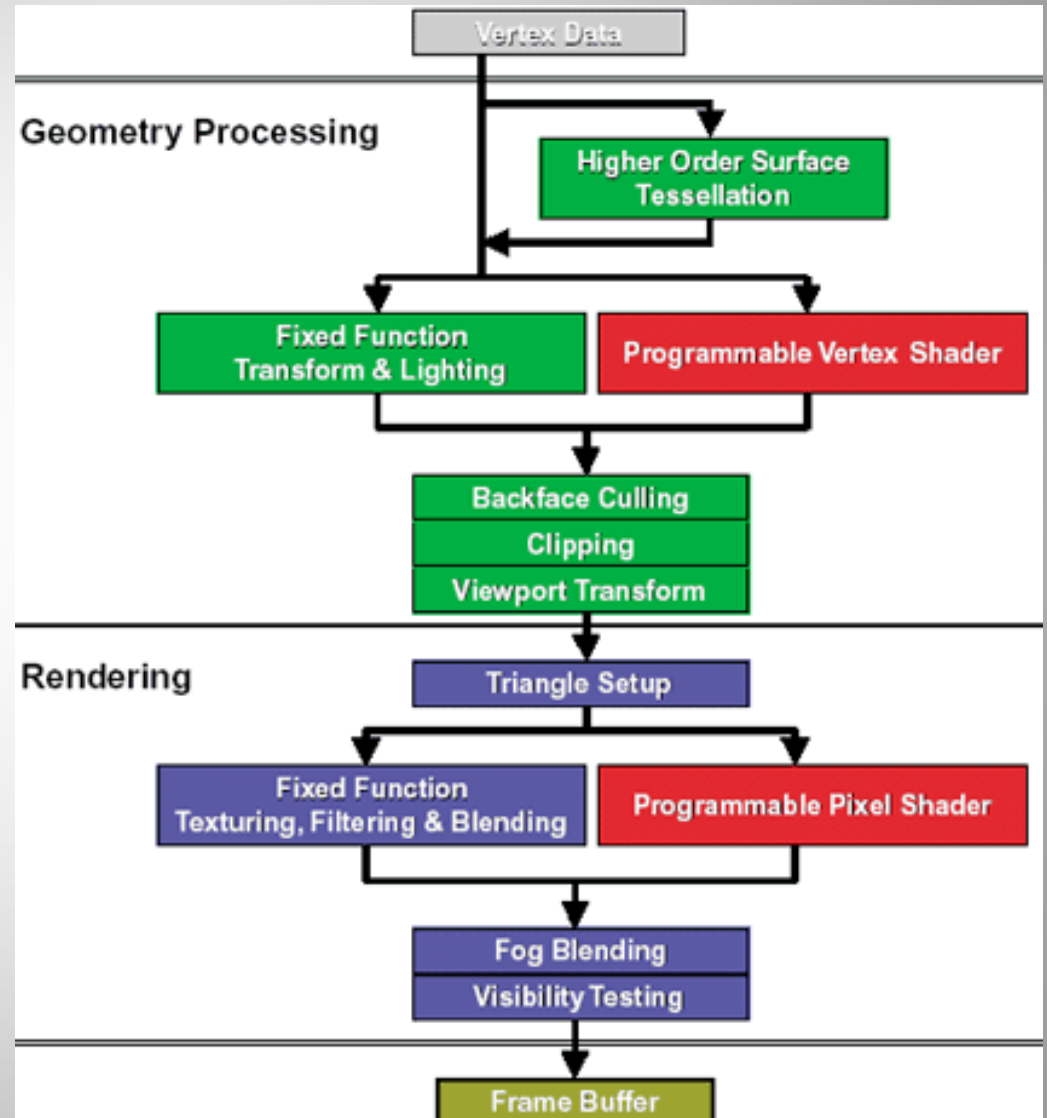 Vertex Data
Geometry Processing
Higher Order Surface
Tessellation
Fixed Function
Transform & Lighting
Programmable Vertex Shader
Backface Culling
Clipping
Viewport Transform
Rendering
Triangle Setup
Fixed Function
Texturing, Filtering & Blending
Programmable Pixel Shader
Fog Blending
Visibility Testing
Frame Buffer